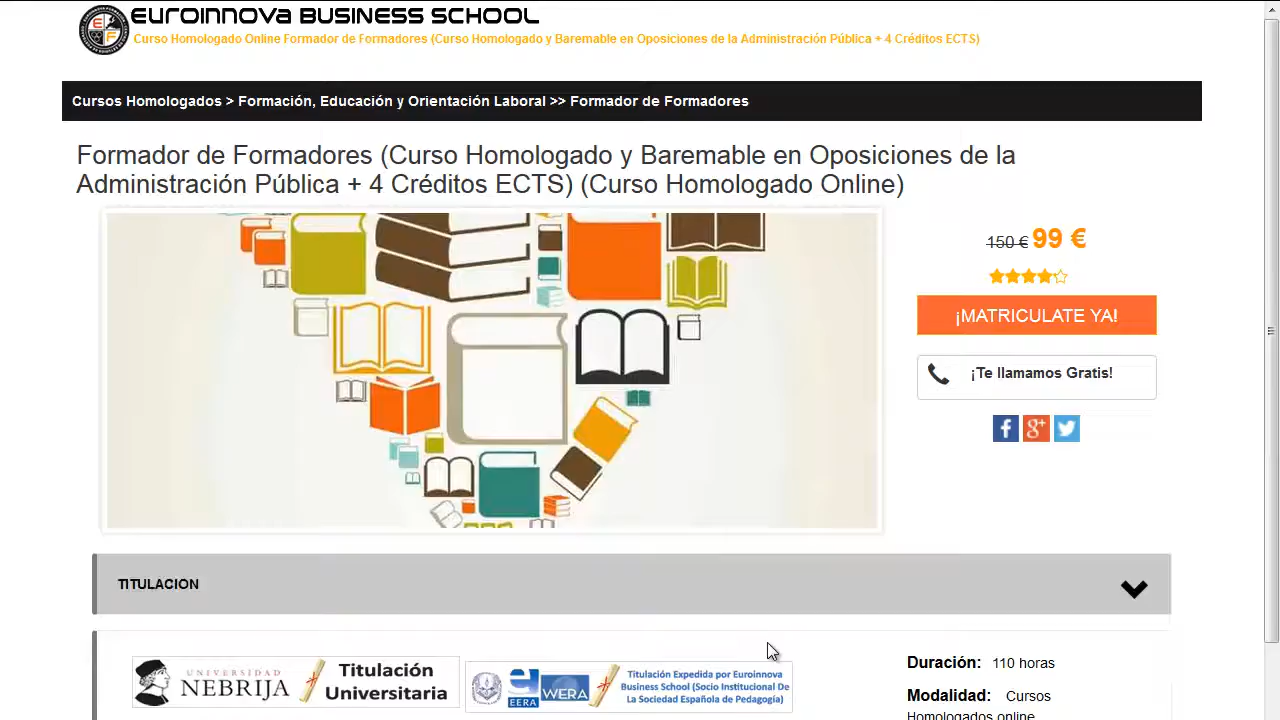 EUROINNOVA BUSINESS SCHOOL
Curso Homologado Online Formador de Formadores (Curso Homologado y Baremable en Oposiciones de la Administración Pública + 4 Créditos ECTS)
Cursos Homologados > Formación, Educación y Orientación Laboral >> Formador de Formadores
Formador de Formadores (Curso Homologado y Baremable en Oposiciones de la
Administración Pública + 4 Créditos ECTS) (Curso Homologado Online)
150 € 99 €
¡MATRICULATE YA!
¡Te llamamos Gratis!
TITULACION
UNIVERSIDAD
NEBRIJA
Titulación
Universitaria
EERA
WERA
Titulación Expedida por Euroinnova
Business School (Socio Institucional De
La Sociedad Española de Pedagogía)
Duración: 110 horas
Modalidad: Cursos
Homologados online